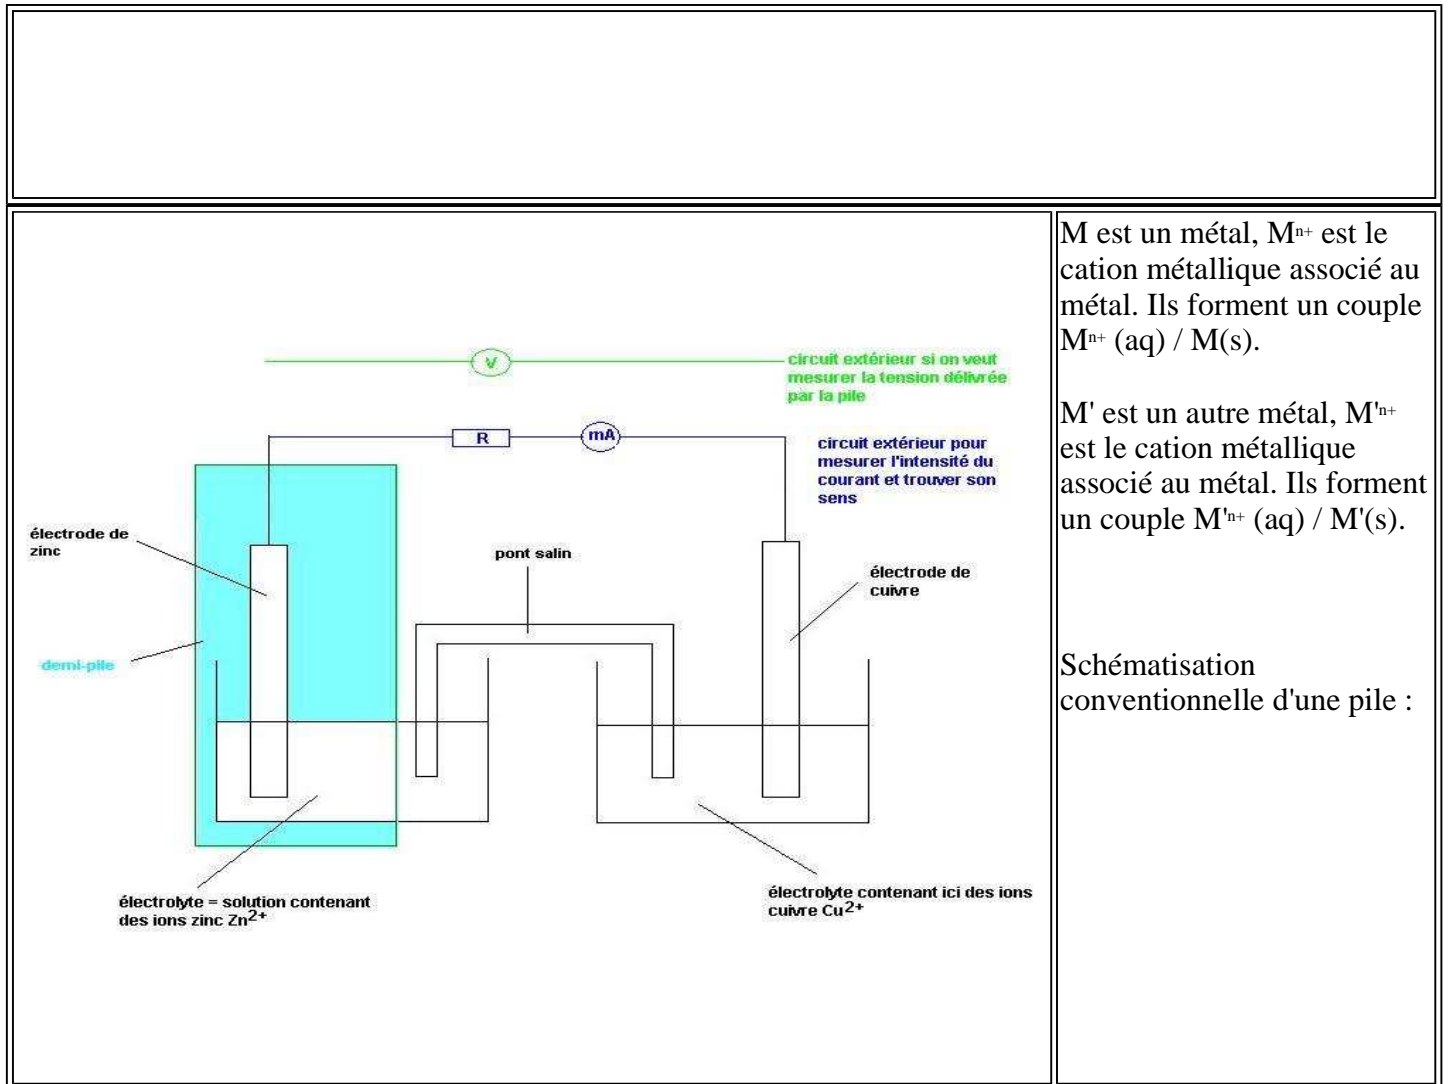 V
circuit extérieur si on veut
mesurer la tension délivrée
par la pile
R
mA
circuit extérieur pour
mesurer l'intensité du
courant et trouver son
sens
électrode de
zinc
pont salin
électrode de
cuivre
demi-pile
électrolyte = solution contenant
des ions zinc Zn²⁺
électrolyte contenant ici des ions
cuivre Cu²⁺
M est un métal, Mⁿ⁺ est le
cation métallique associé au
métal. Ils forment un couple
Mⁿ⁺ (aq) / M(s).
M' est un autre métal, M'ⁿ⁺
est le cation métallique
associé au métal. Ils forment
un couple M'ⁿ⁺ (aq) / M'(s).
Schématisation
conventionnelle d'une pile :